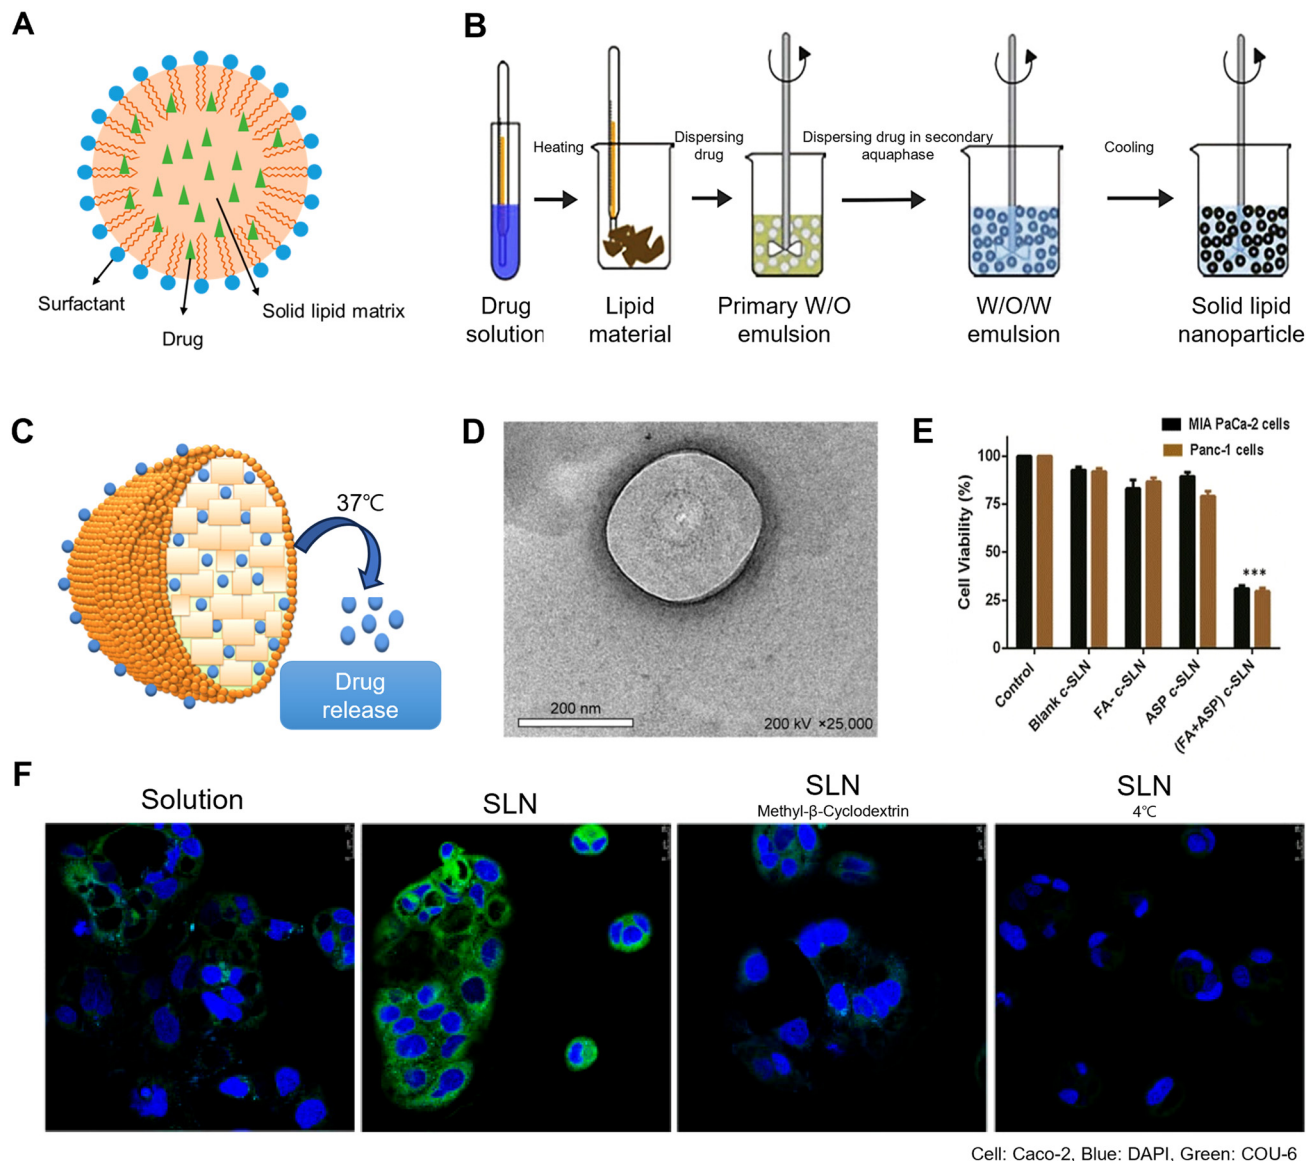 A
Surfactant
Drug
Solid lipid matrix
B
Heating
Dispersing
drug
Dispersing drug in secondary
aquaphase
Cooling
Drug
solution
Lipid
material
Primary W/O
emulsion
W/O/W
emulsion
Solid lipid
nanoparticle
C
37℃
Drug
release
D
200 nm
200 kV ×25,000
E
MIA PaCa-2 cells
Panc-1 cells
Cell Viability (%)
100
75
50
25
0
***
Control
Blank c-SLN
FA- c-SLN
ASP c-SLN
(FA+ASP) c-SLN
F
Solution
SLN
SLN
Methyl-β-Cyclodextrin
SLN
4℃
Cell: Caco-2, Blue: DAPI, Green: COU-6